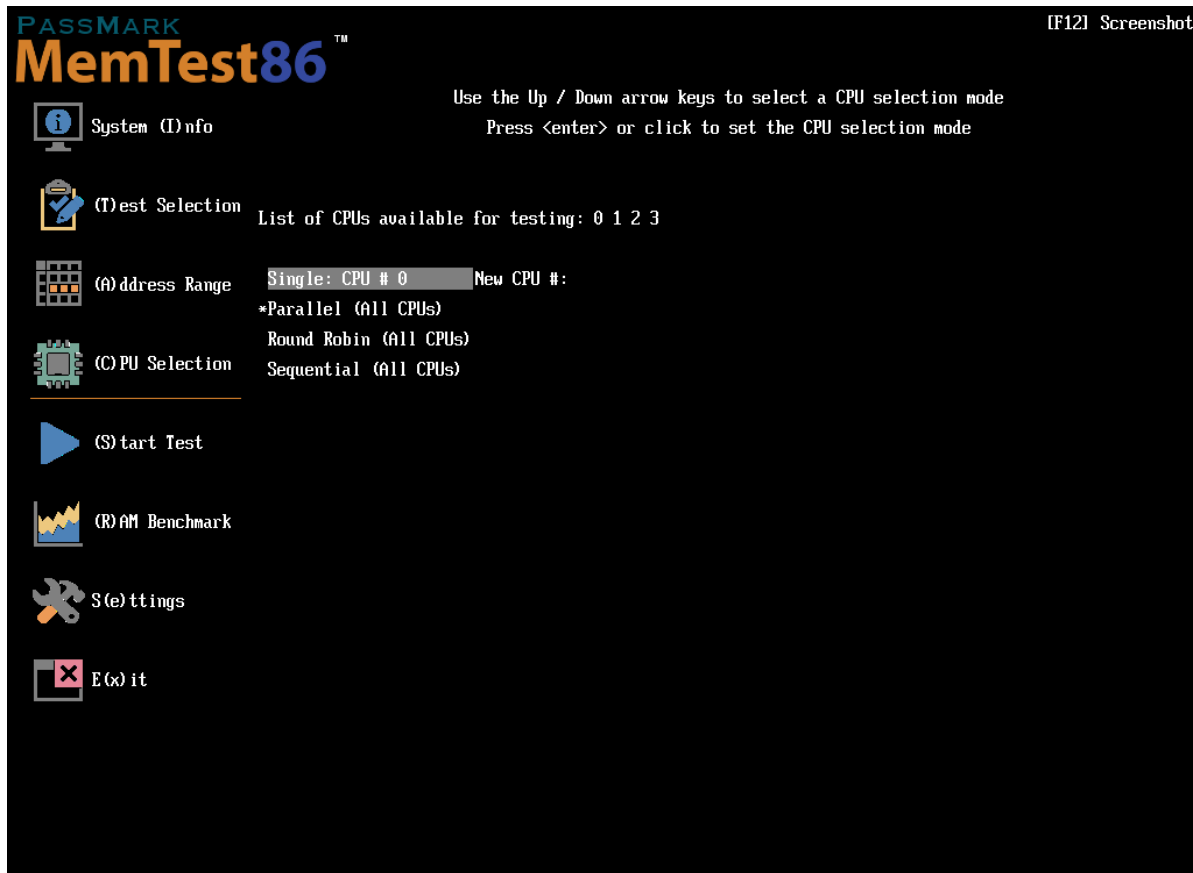 PASSMARK
MemTest86™
[F12] Screenshot
Use the Up / Down arrow keys to select a CPU selection mode
Press <enter> or click to set the CPU selection mode
System (I)nfo
(T)est Selection
(A)ddress Range
(C)PU Selection
(S)tart Test
(R)AM Benchmark
S(e)ttings
E(x)it
List of CPUs available for testing: 0 1 2 3
Single: CPU # 0 New CPU #:
*Parallel (All CPUs)
Round Robin (All CPUs)
Sequential (All CPUs)